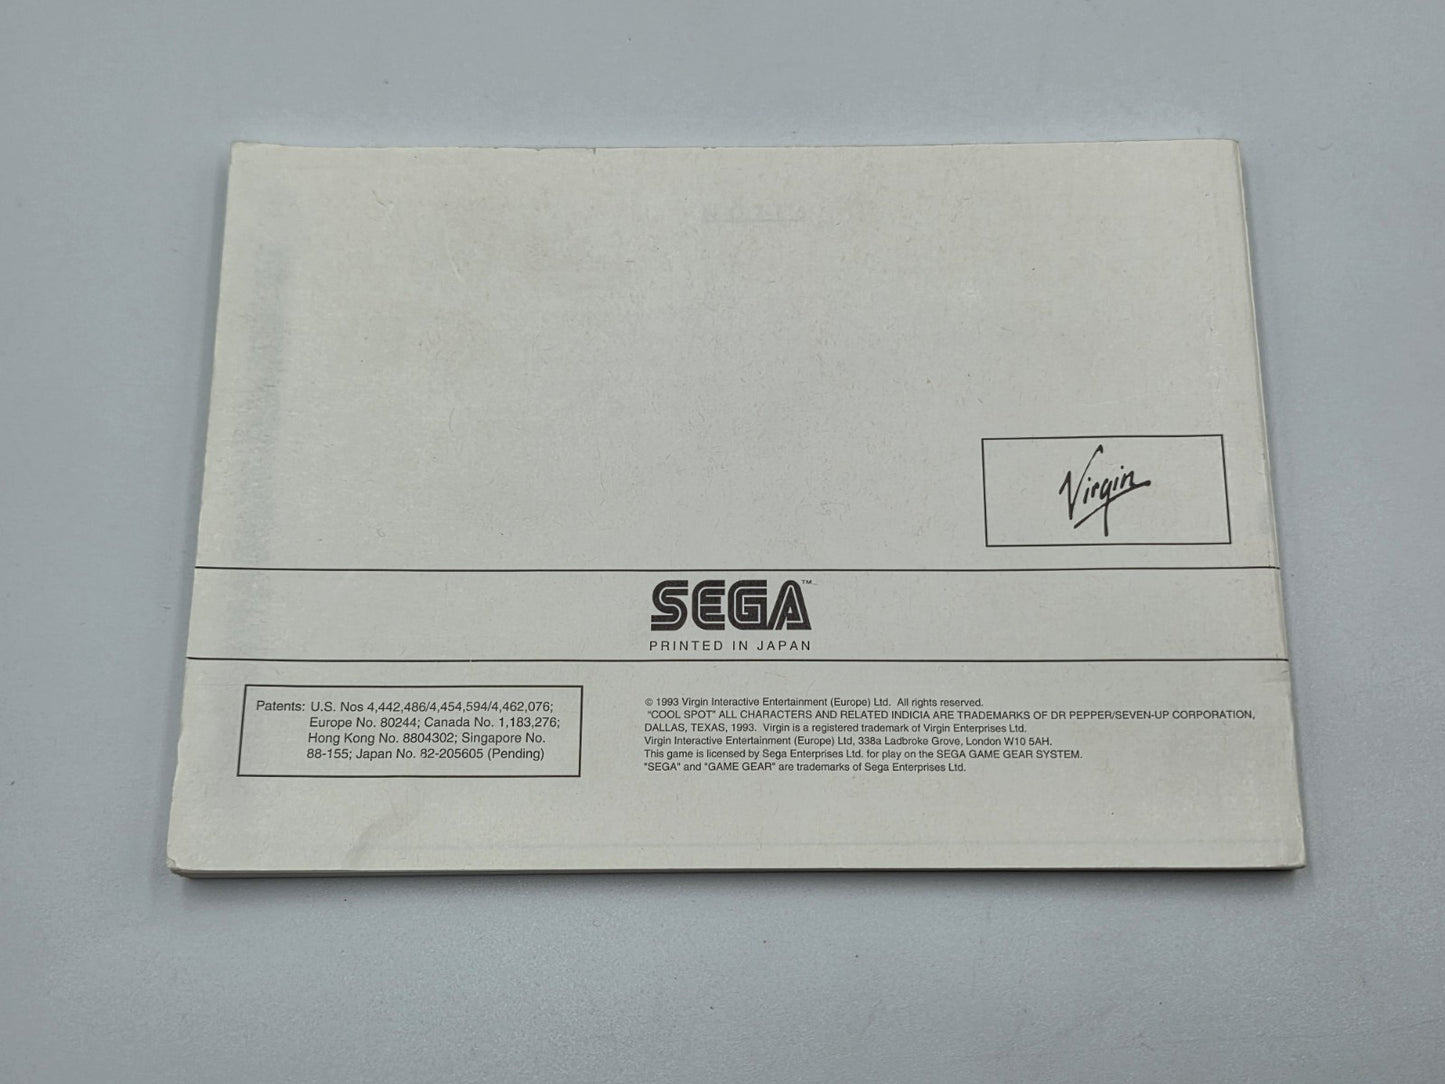 Virgin
SEGA™
PRINTED IN JAPAN
Patents: U.S. Nos 4,442,486/4,454,594/4,462,076;
Europe No. 80244; Canada No. 1,183,276;
Hong Kong No. 8804302; Singapore No.
88-155; Japan No. 82-205605 (Pending)
© 1993 Virgin Interactive Entertainment (Europe) Ltd. All rights reserved.
"COOL SPOT" ALL CHARACTERS AND RELATED INDICIA ARE TRADEMARKS OF DR PEPPER/SEVEN-UP CORPORATION,
DALLAS, TEXAS, 1993. Virgin is a registered trademark of Virgin Enterprises Ltd.
Virgin Interactive Entertainment (Europe) Ltd, 338a Ladbroke Grove, London W10 5AH.
This game is licensed by Sega Enterprises Ltd. for play on the SEGA GAME GEAR SYSTEM.
"SEGA" and "GAME GEAR" are trademarks of Sega Enterprises Ltd.